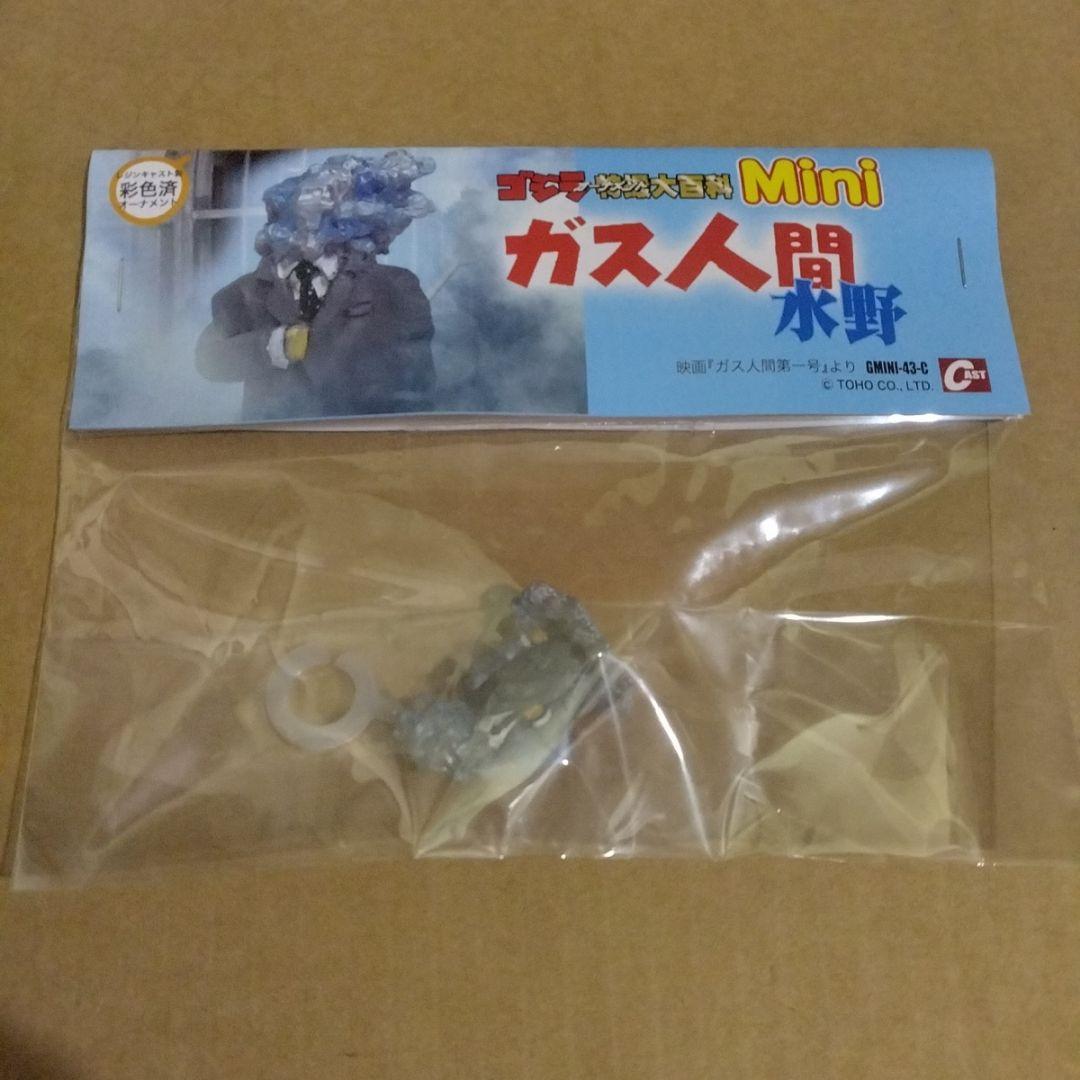 レジンキャスト製
彩色済
オーナメント
ゴジラ・特撮大百科 Mini
ガス人間
水野
映画『ガス人間第一号』より GMINI-43-C
© TOHO CO., LTD.
CAST